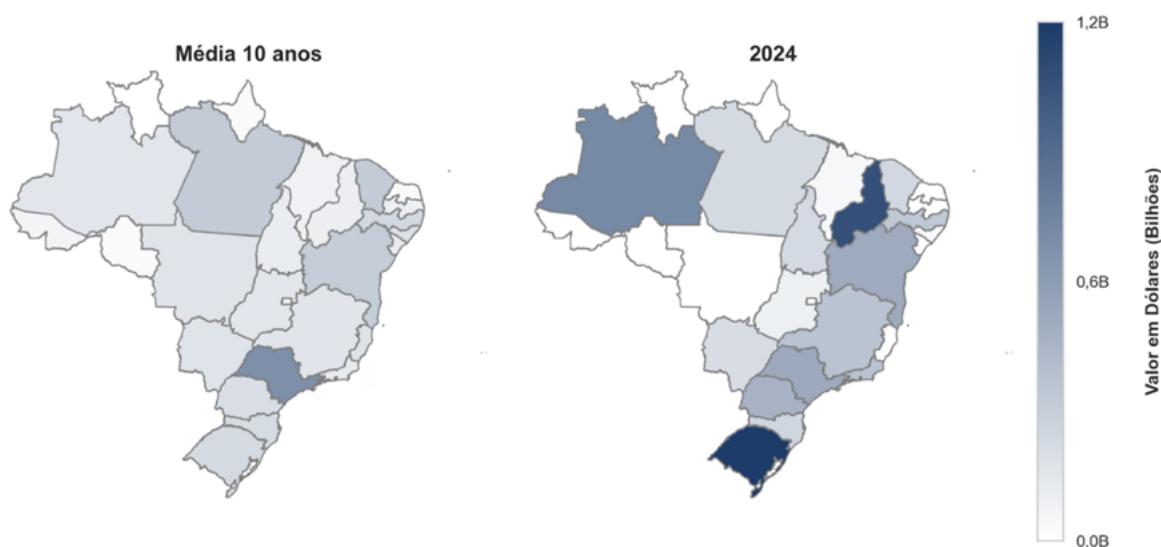 Média 10 anos
2024
1,2B
0,6B
0.0B
Valor em Dólares (Bilhões)